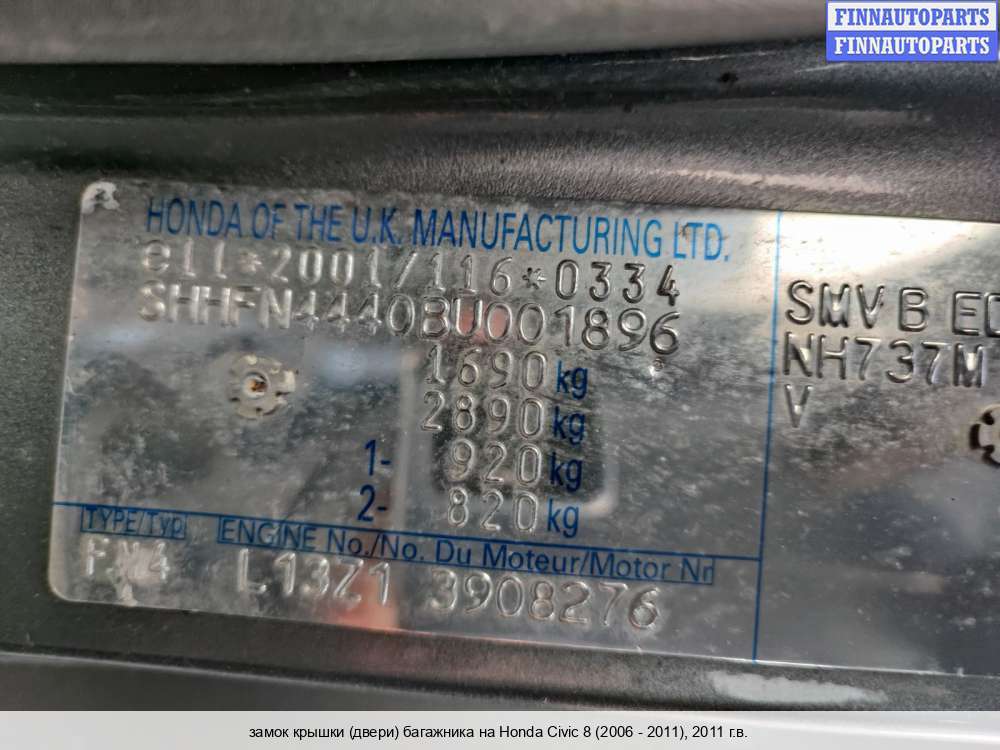 FINNAUTOPARTS
FINNAUTOPARTS
HONDA OF THE U.K. MANUFACTURING LTD.
e11*2001/116*0334
SHHFN4440BU001896
1690 kg
2890 kg
1- 920 kg
2- 820 kg
TYPE/Typ ENGINE No./No. Du Moteur/Motor Nr
FN4 L13Z1 3908276
SMV B
NH737M
V
замок крышки (двери) багажника на Honda Civic 8 (2006 - 2011), 2011 г.в.